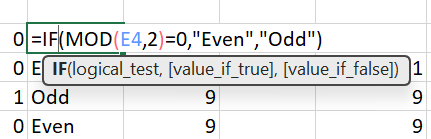 0 =IF(MOD(E4,2)=0,"Even","Odd")
0 E IF(logical_test, [value_if_true], [value_if_false]) 1
1 Odd 9 9
0 Even 9 9